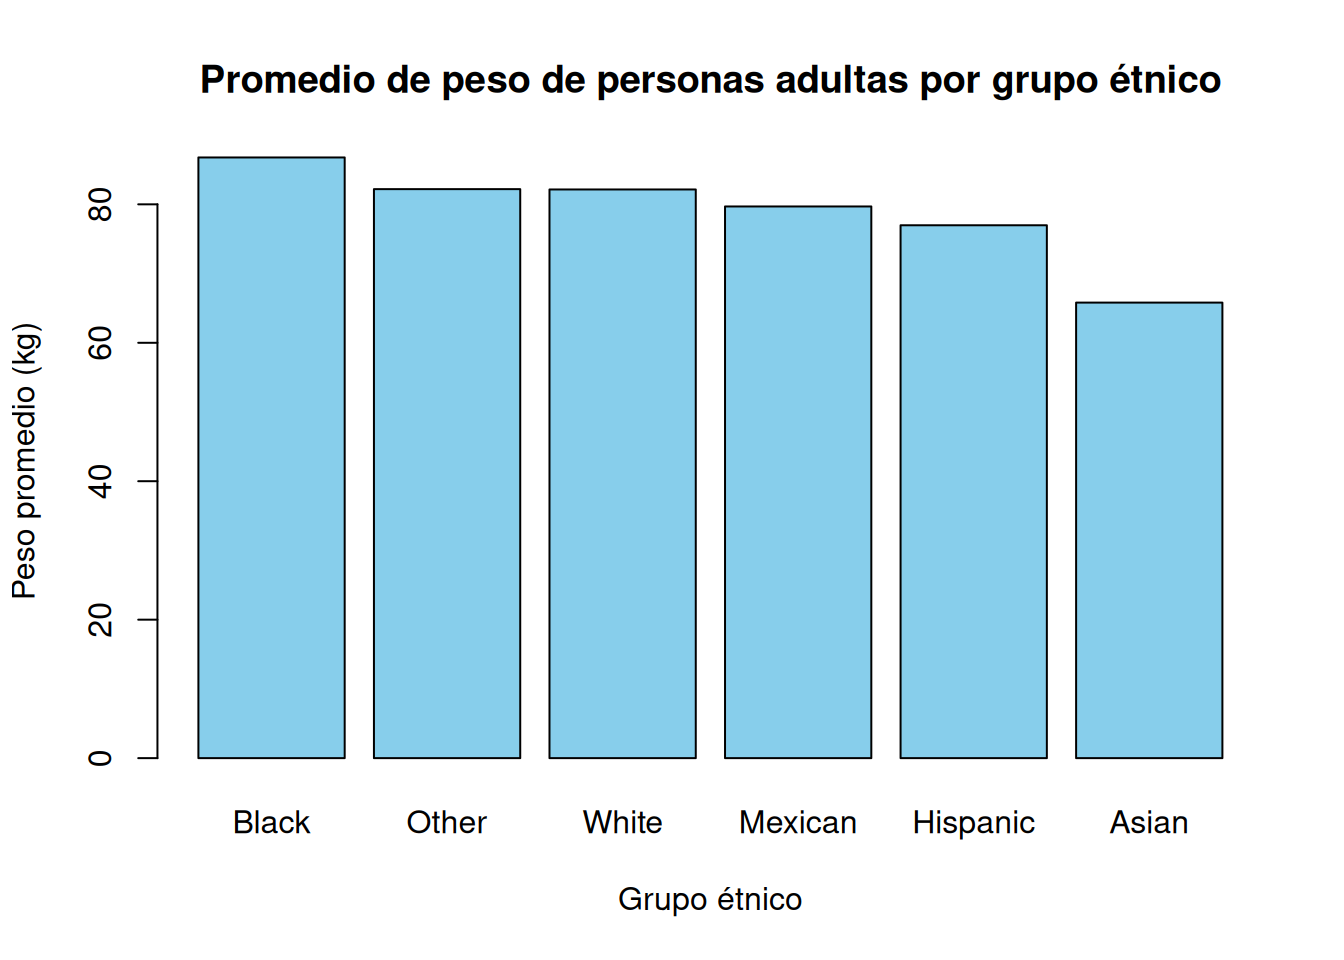 Promedio de peso de personas adultas por grupo étnico
Peso promedio (kg)
80
60
40
20
0
Black Other White Mexican Hispanic Asian
Grupo étnico